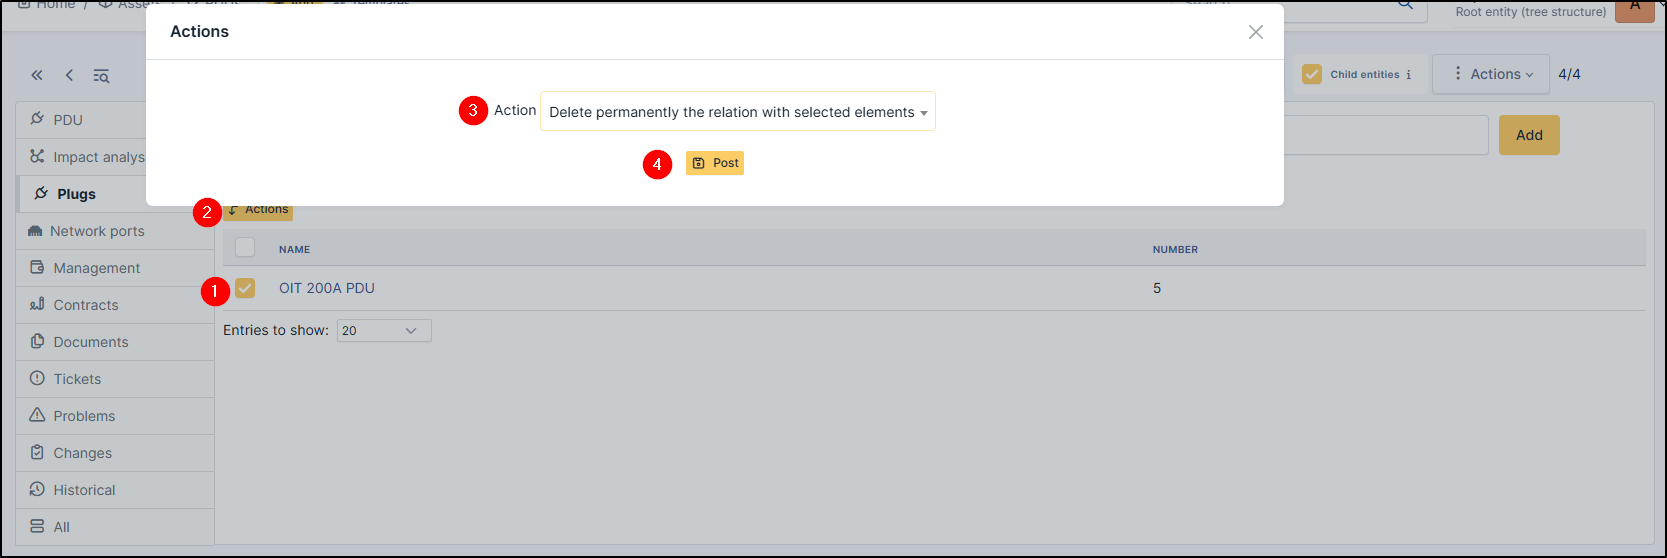 Home / Assets
Root entity (tree structure)
A
Actions
Child entities i
Actions
4/4
3 Action Delete permanently the relation with selected elements
Add
4 Post
PDU
Impact analys
Plugs
Network ports
Management
Contracts
Documents
Tickets
Problems
Changes
Historical
All
2 Actions
NAME NUMBER
1 OIT 200A PDU 5
Entries to show: 20